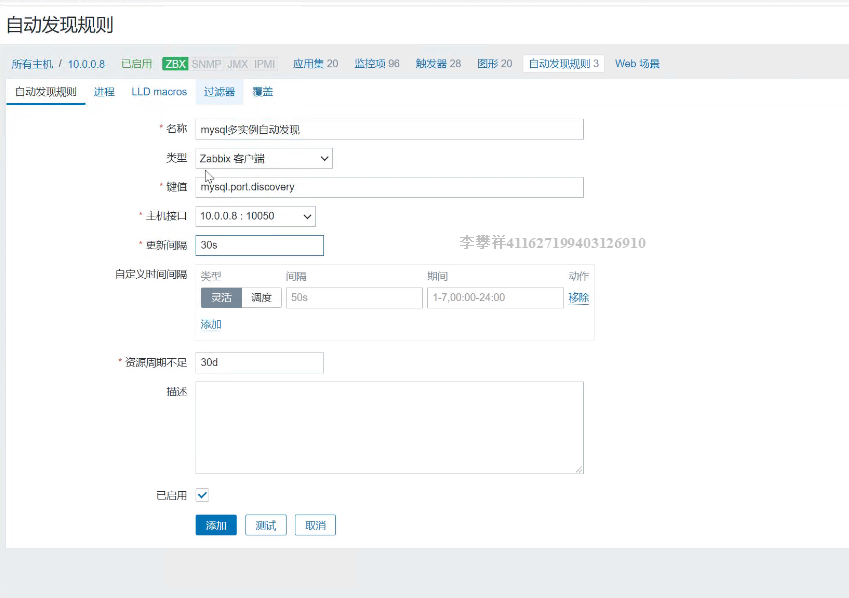 自动发现规则
所有主机 / 10.0.0.8 已启用 ZBX SNMP JMX IPMI 应用集 20 监控项 96 触发器 28 图形 20 自动发现规则 3 Web 场景
自动发现规则 进程 LLD macros 过滤器 覆盖
* 名称 mysql多实例自动发现
类型 Zabbix 客户端
* 键值 mysql.port.discovery
* 主机接口 10.0.0.8 : 10050
* 更新间隔 30s
李攀祥411627199403126910
自定义时间间隔 类型 间隔 期间 动作
灵活 调度 50s 1-7,00:00-24:00 移除
添加
* 资源周期不足 30d
描述
已启用
添加 测试 取消